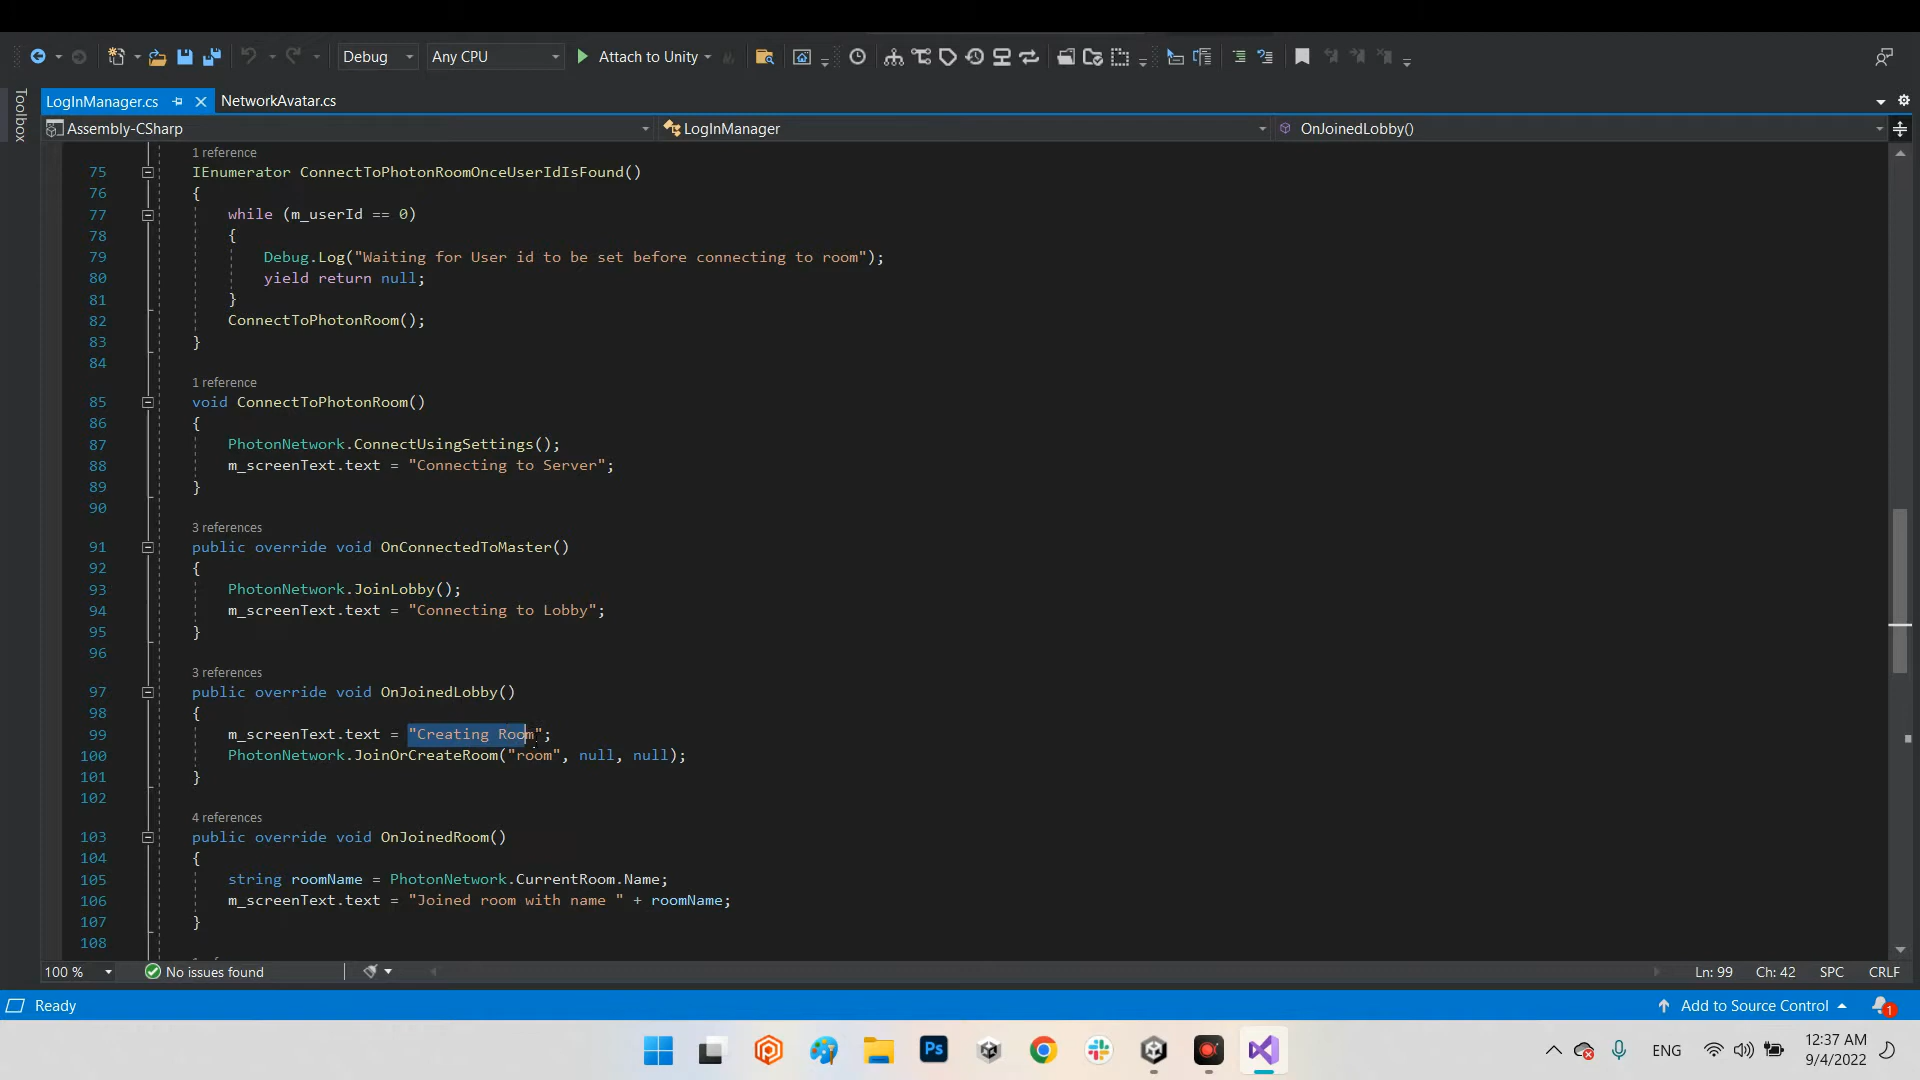 Debug
Any CPU
Attach to Unity
Toolbox
LogInManager.cs
NetworkAvatar.cs
Assembly-CSharp
LogInManager
OnJoinedLobby()
1 reference
75 IEnumerator ConnectToPhotonRoomOnceUserIdIsFound()
76 {
77 while (m_userId == 0)
78 {
79 Debug.Log("Waiting for User id to be set before connecting to room");
80 yield return null;
81 }
82 ConnectToPhotonRoom();
83 }
84
1 reference
85 void ConnectToPhotonRoom()
86 {
87 PhotonNetwork.ConnectUsingSettings();
88 m_screenText.text = "Connecting to Server";
89 }
90
3 references
91 public override void OnConnectedToMaster()
92 {
93 PhotonNetwork.JoinLobby();
94 m_screenText.text = "Connecting to Lobby";
95 }
96
3 references
97 public override void OnJoinedLobby()
98 {
99 m_screenText.text = "Creating Room";
100 PhotonNetwork.JoinOrCreateRoom("room", null, null);
101 }
102
4 references
103 public override void OnJoinedRoom()
104 {
105 string roomName = PhotonNetwork.CurrentRoom.Name;
106 m_screenText.text = "Joined room with name " + roomName;
107 }
108
100 %
No issues found
Ln: 99
Ch: 42
SPC
CRLF
Ready
Add to Source Control
1
Ps
ENG
12:37 AM
9/4/2022